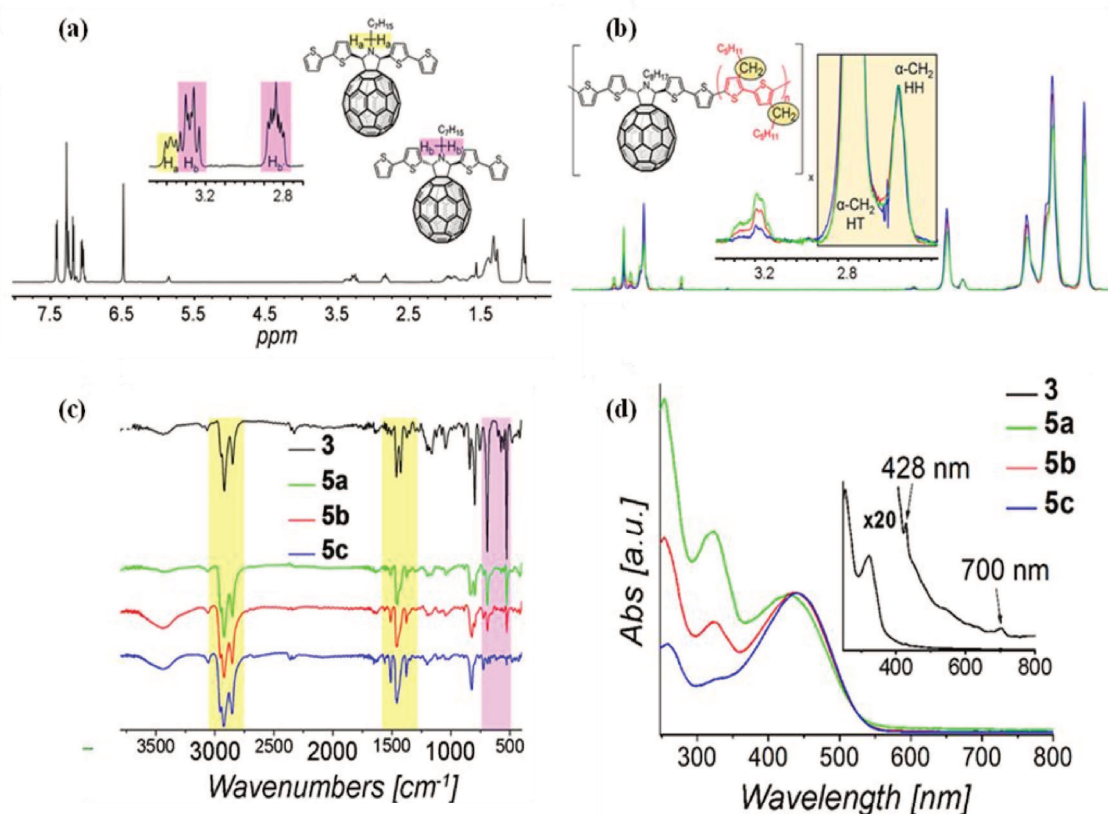 (a)
C7H15
Ha Ha
N
S S S S
C7H15
Hb Hb
N
S S S S
Ha Hb Hb
3.2 2.8
7.5 6.5 5.5 4.5 3.5 2.5 1.5
ppm
(b)
C5H11
CH2
C8H17
N
S S S S S S
n
CH2
C5H11
x
α-CH2
HH
α-CH2
HT
3.2 2.8
(c)
3
5a
5b
5c
3500 3000 2500 2000 1500 1000 500
Wavenumbers [cm-1]
(d)
3
5a
5b
5c
428 nm
x20
700 nm
400 600 800
Abs [a.u.]
300 400 500 600 700 800
Wavelength [nm]